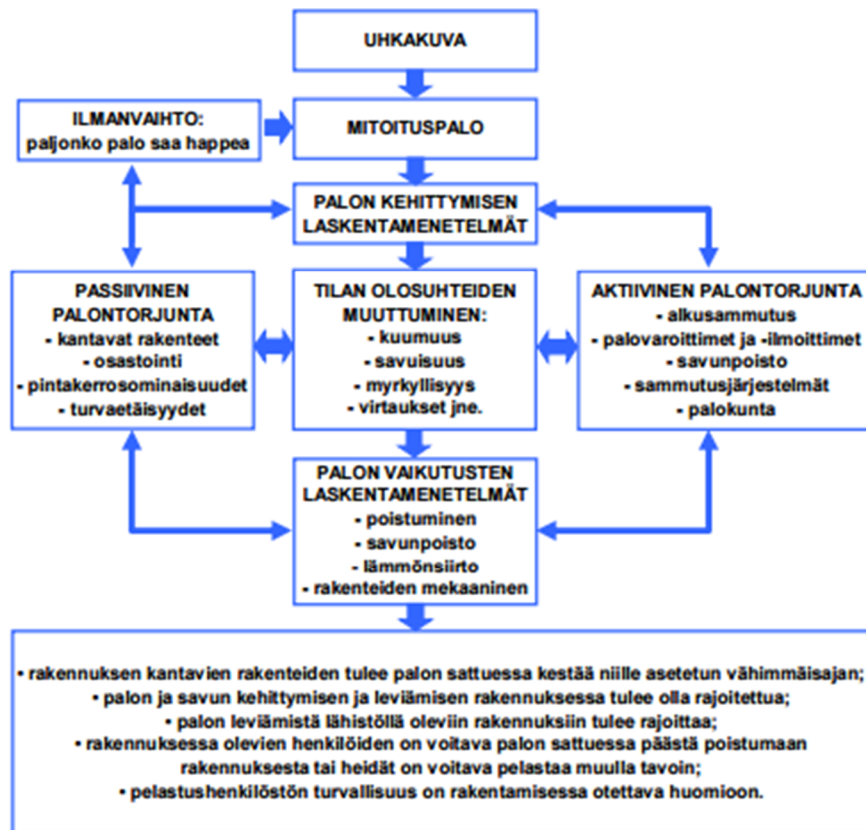 UHKAKUVA
ILMANVAIHTO:
paljonko palo saa happea
MITOITUSPALO
PALON KEHITTYMISEN
LASKENTAMENETELMÄT
PASSIIVINEN
PALONTORJUNTA
- kantavat rakenteet
- osastointi
- pintakerrosominaisuudet
- turvaetäisyydet
TILAN OLOSUHTEIDEN
MUUTTUMINEN:
- kuumuus
- savuisuus
- myrkyllisyys
- virtaukset jne.
AKTIIVINEN PALONTORJUNTA
- alkusammutus
- palovaroittimet ja -ilmoittimet
- savunpoisto
- sammutusjärjestelmät
- palokunta
PALON VAIKUTUSTEN
LASKENTAMENETELMÄT
- poistuminen
- savunpoisto
- lämmönsiirto
- rakenteiden mekaaninen
• rakennuksen kantavien rakenteiden tulee palon sattuessa kestää niille asetetun vähimmäisajan;
• palon ja savun kehittymisen ja leviämisen rakennuksessa tulee olla rajoitettua;
• palon leviämistä lähistöllä oleviin rakennuksiin tulee rajoittaa;
• rakennuksessa olevien henkilöiden on voitava palon sattuessa päästä poistumaan
rakennuksesta tai heidät on voitava pelastaa muulla tavoin;
• pelastushenkilöstön turvallisuus on rakentamisessa otettava huomioon.